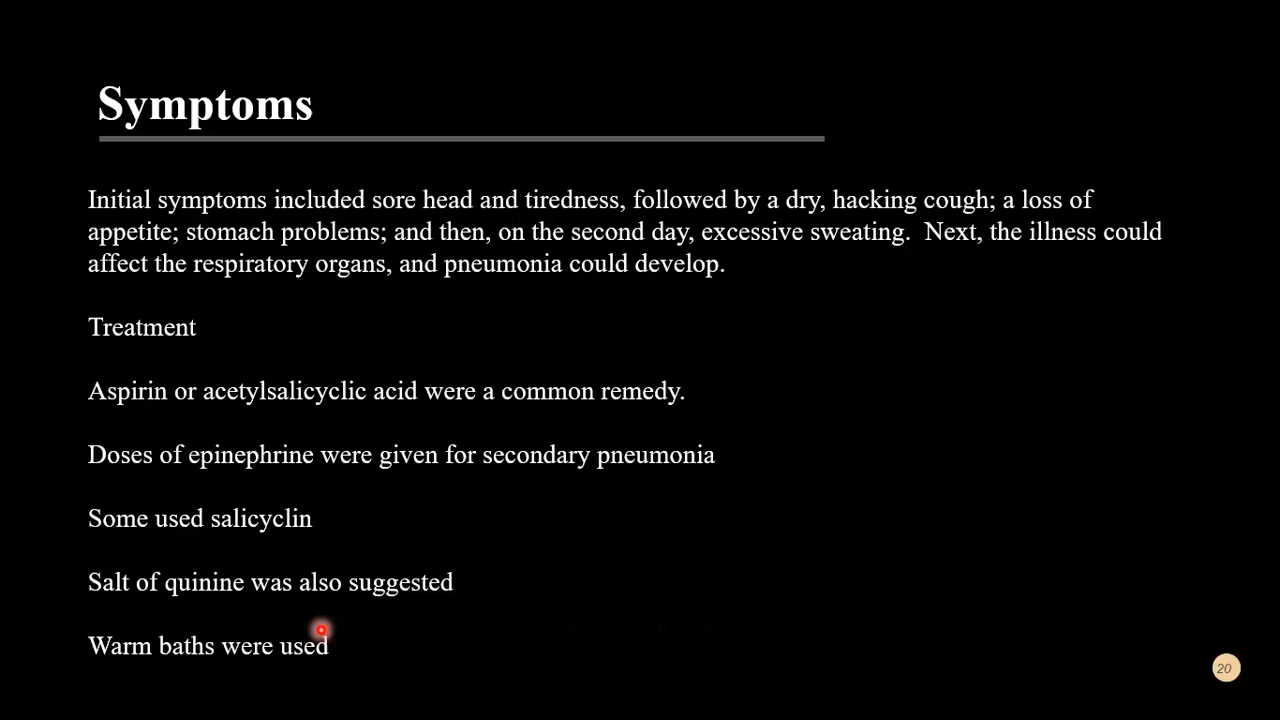 Symptoms
Initial symptoms included sore head and tiredness, followed by a dry, hacking cough; a loss of
appetite; stomach problems; and then, on the second day, excessive sweating.  Next, the illness could
affect the respiratory organs, and pneumonia could develop.
Treatment
Aspirin or acetylsalicyclic acid were a common remedy.
Doses of epinephrine were given for secondary pneumonia
Some used salicyclin
Salt of quinine was also suggested
Warm baths were used
20